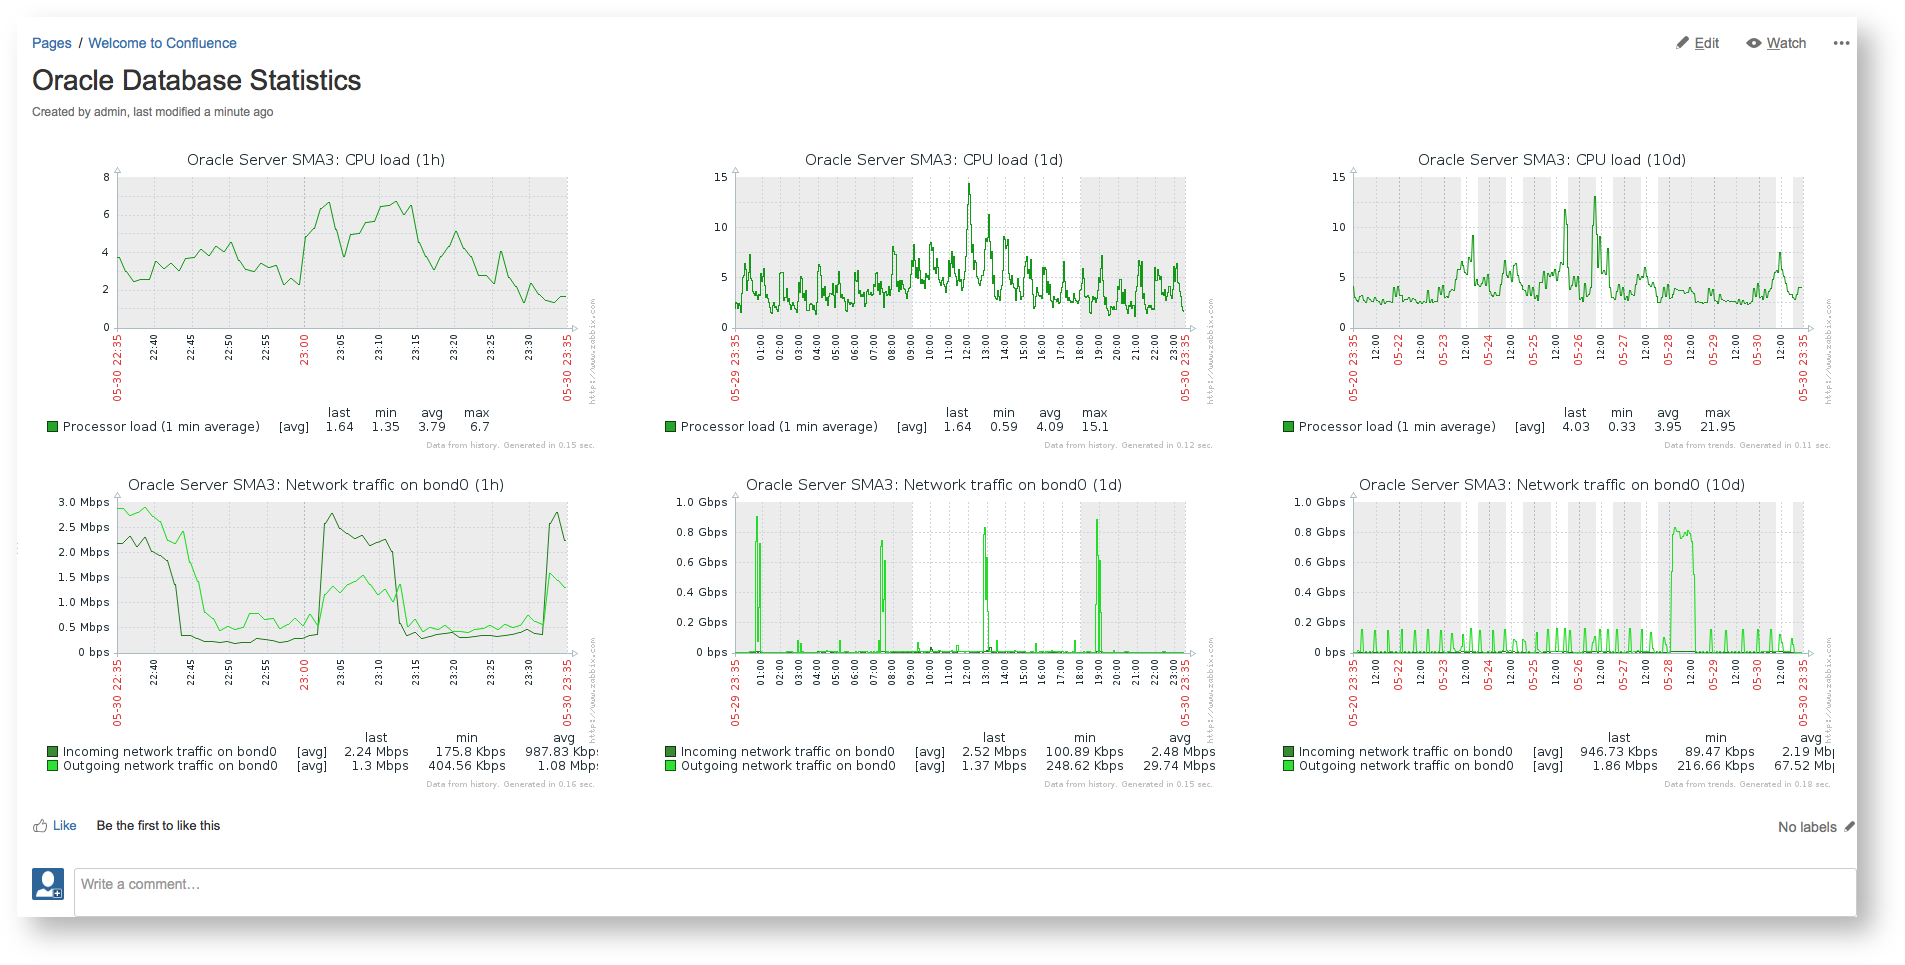 Pages / Welcome to Confluence
Edit Watch
Oracle Database Statistics
Created by admin, last modified a minute ago
Oracle Server SMA3: CPU load (1h)
8
6
4
2
0
05-30 22:35 22:40 22:45 22:50 22:55 23:00 23:05 23:10 23:15 23:20 23:25 23:30 05-30 23:35
http://www.zabbix.com
last min avg max
Processor load (1 min average) [avg] 1.64 1.35 3.79 6.7
Data from history. Generated in 0.15 sec.
Oracle Server SMA3: CPU load (1d)
15
10
5
0
05-29 23:35 01:00 02:00 03:00 04:00 05:00 06:00 07:00 08:00 09:00 10:00 11:00 12:00 13:00 14:00 15:00 16:00 17:00 18:00 19:00 20:00 21:00 22:00 23:00 05-30 23:35
http://www.zabbix.com
last min avg max
Processor load (1 min average) [avg] 1.64 0.59 4.09 15.1
Data from history. Generated in 0.12 sec.
Oracle Server SMA3: CPU load (10d)
15
10
5
0
05-20 23:35 12:00 05-22 12:00 05-23 12:00 05-24 12:00 05-25 12:00 05-26 12:00 05-27 12:00 05-28 12:00 05-29 12:00 05-30 12:00 05-30 23:35
http://www.zabbix.com
last min avg max
Processor load (1 min average) [avg] 4.03 0.33 3.95 21.95
Data from trends. Generated in 0.11 sec.
Oracle Server SMA3: Network traffic on bond0 (1h)
3.0 Mbps
2.5 Mbps
2.0 Mbps
1.5 Mbps
1.0 Mbps
0.5 Mbps
0 bps
05-30 22:35 22:40 22:45 22:50 22:55 23:00 23:05 23:10 23:15 23:20 23:25 23:30 05-30 23:35
http://www.zabbix.com
last min avg
Incoming network traffic on bond0 [avg] 2.24 Mbps 175.8 Kbps 987.83 Kbps
Outgoing network traffic on bond0 [avg] 1.3 Mbps 404.56 Kbps 1.08 Mbps
Data from history. Generated in 0.16 sec.
Oracle Server SMA3: Network traffic on bond0 (1d)
1.0 Gbps
0.8 Gbps
0.6 Gbps
0.4 Gbps
0.2 Gbps
0 bps
05-29 23:35 01:00 02:00 03:00 04:00 05:00 06:00 07:00 08:00 09:00 10:00 11:00 12:00 13:00 14:00 15:00 16:00 17:00 18:00 19:00 20:00 21:00 22:00 23:00 05-30 23:35
http://www.zabbix.com
last min avg
Incoming network traffic on bond0 [avg] 2.52 Mbps 100.89 Kbps 2.48 Mbps
Outgoing network traffic on bond0 [avg] 1.37 Mbps 248.62 Kbps 29.74 Mbps
Data from history. Generated in 0.15 sec.
Oracle Server SMA3: Network traffic on bond0 (10d)
1.0 Gbps
0.8 Gbps
0.6 Gbps
0.4 Gbps
0.2 Gbps
0 bps
05-20 23:35 12:00 05-22 12:00 05-23 12:00 05-24 12:00 05-25 12:00 05-26 12:00 05-27 12:00 05-28 12:00 05-29 12:00 05-30 12:00 05-30 23:35
http://www.zabbix.com
last min avg
Incoming network traffic on bond0 [avg] 946.73 Kbps 89.47 Kbps 2.19 Mb
Outgoing network traffic on bond0 [avg] 1.86 Mbps 216.66 Kbps 67.52 Mb
Data from trends. Generated in 0.18 sec.
Like Be the first to like this
No labels
Write a comment…